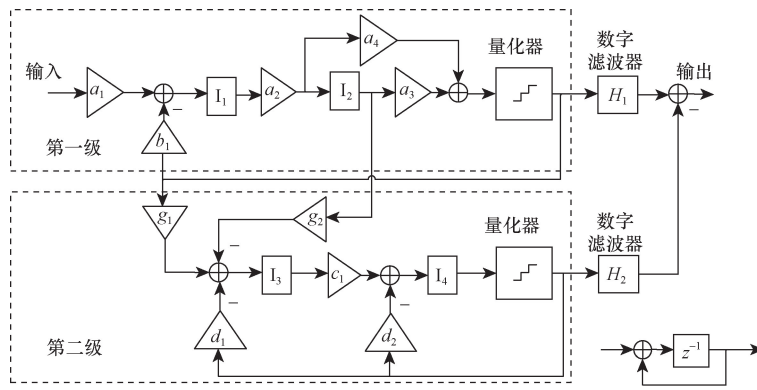 a₄
量化器
数字
滤波器
输入
输出
a₁
I₁
a₂
I₂
a₃
H₁
−
−
b₁
第一级
g₁
g₂
量化器
数字
滤波器
−
I₃
c₁
I₄
H₂
−
−
d₁
d₂
第二级
z⁻¹